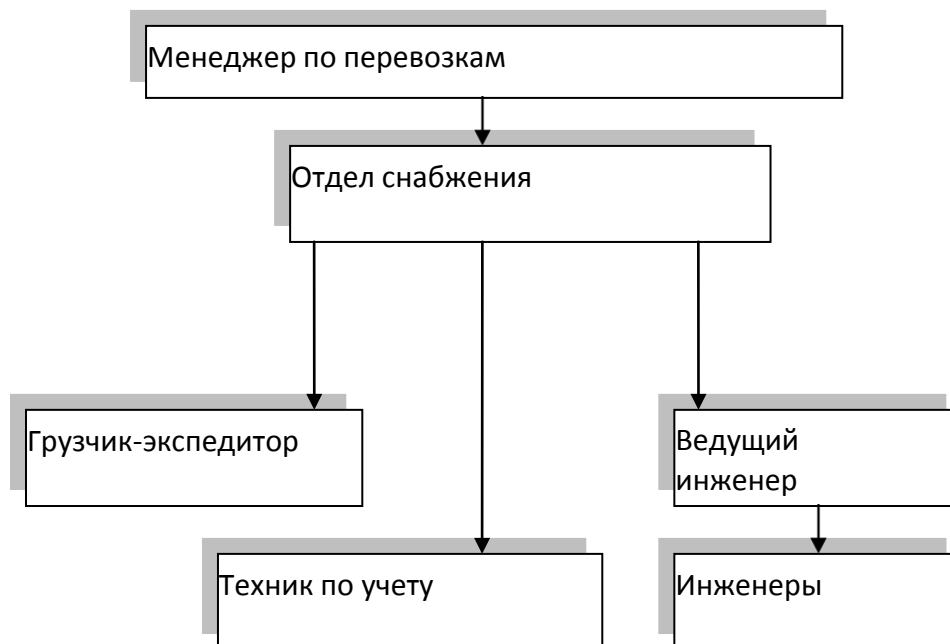 Менеджер по перевозкам
Отдел снабжения
Грузчик-экспедитор
Ведущий
инженер
Техник по учету
Инженеры